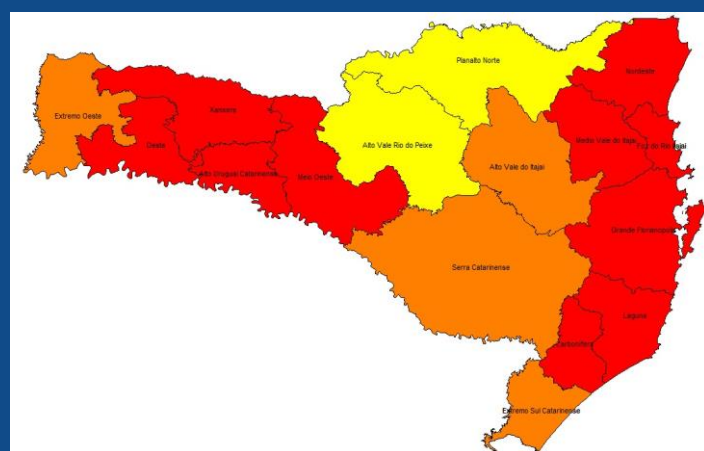 Planalto Norte
Nordeste
Extremo Oeste
Xanxerê
Oeste
Alto Vale Rio do Peixe
Alto Vale do Itajaí
Médio Vale do Itajaí
Foz do Rio Itajaí
Alto Uruguai Catarinense
Meio Oeste
Grande Florianópolis
Serra Catarinense
Laguna
Carbonífera
Extremo Sul Catarinense